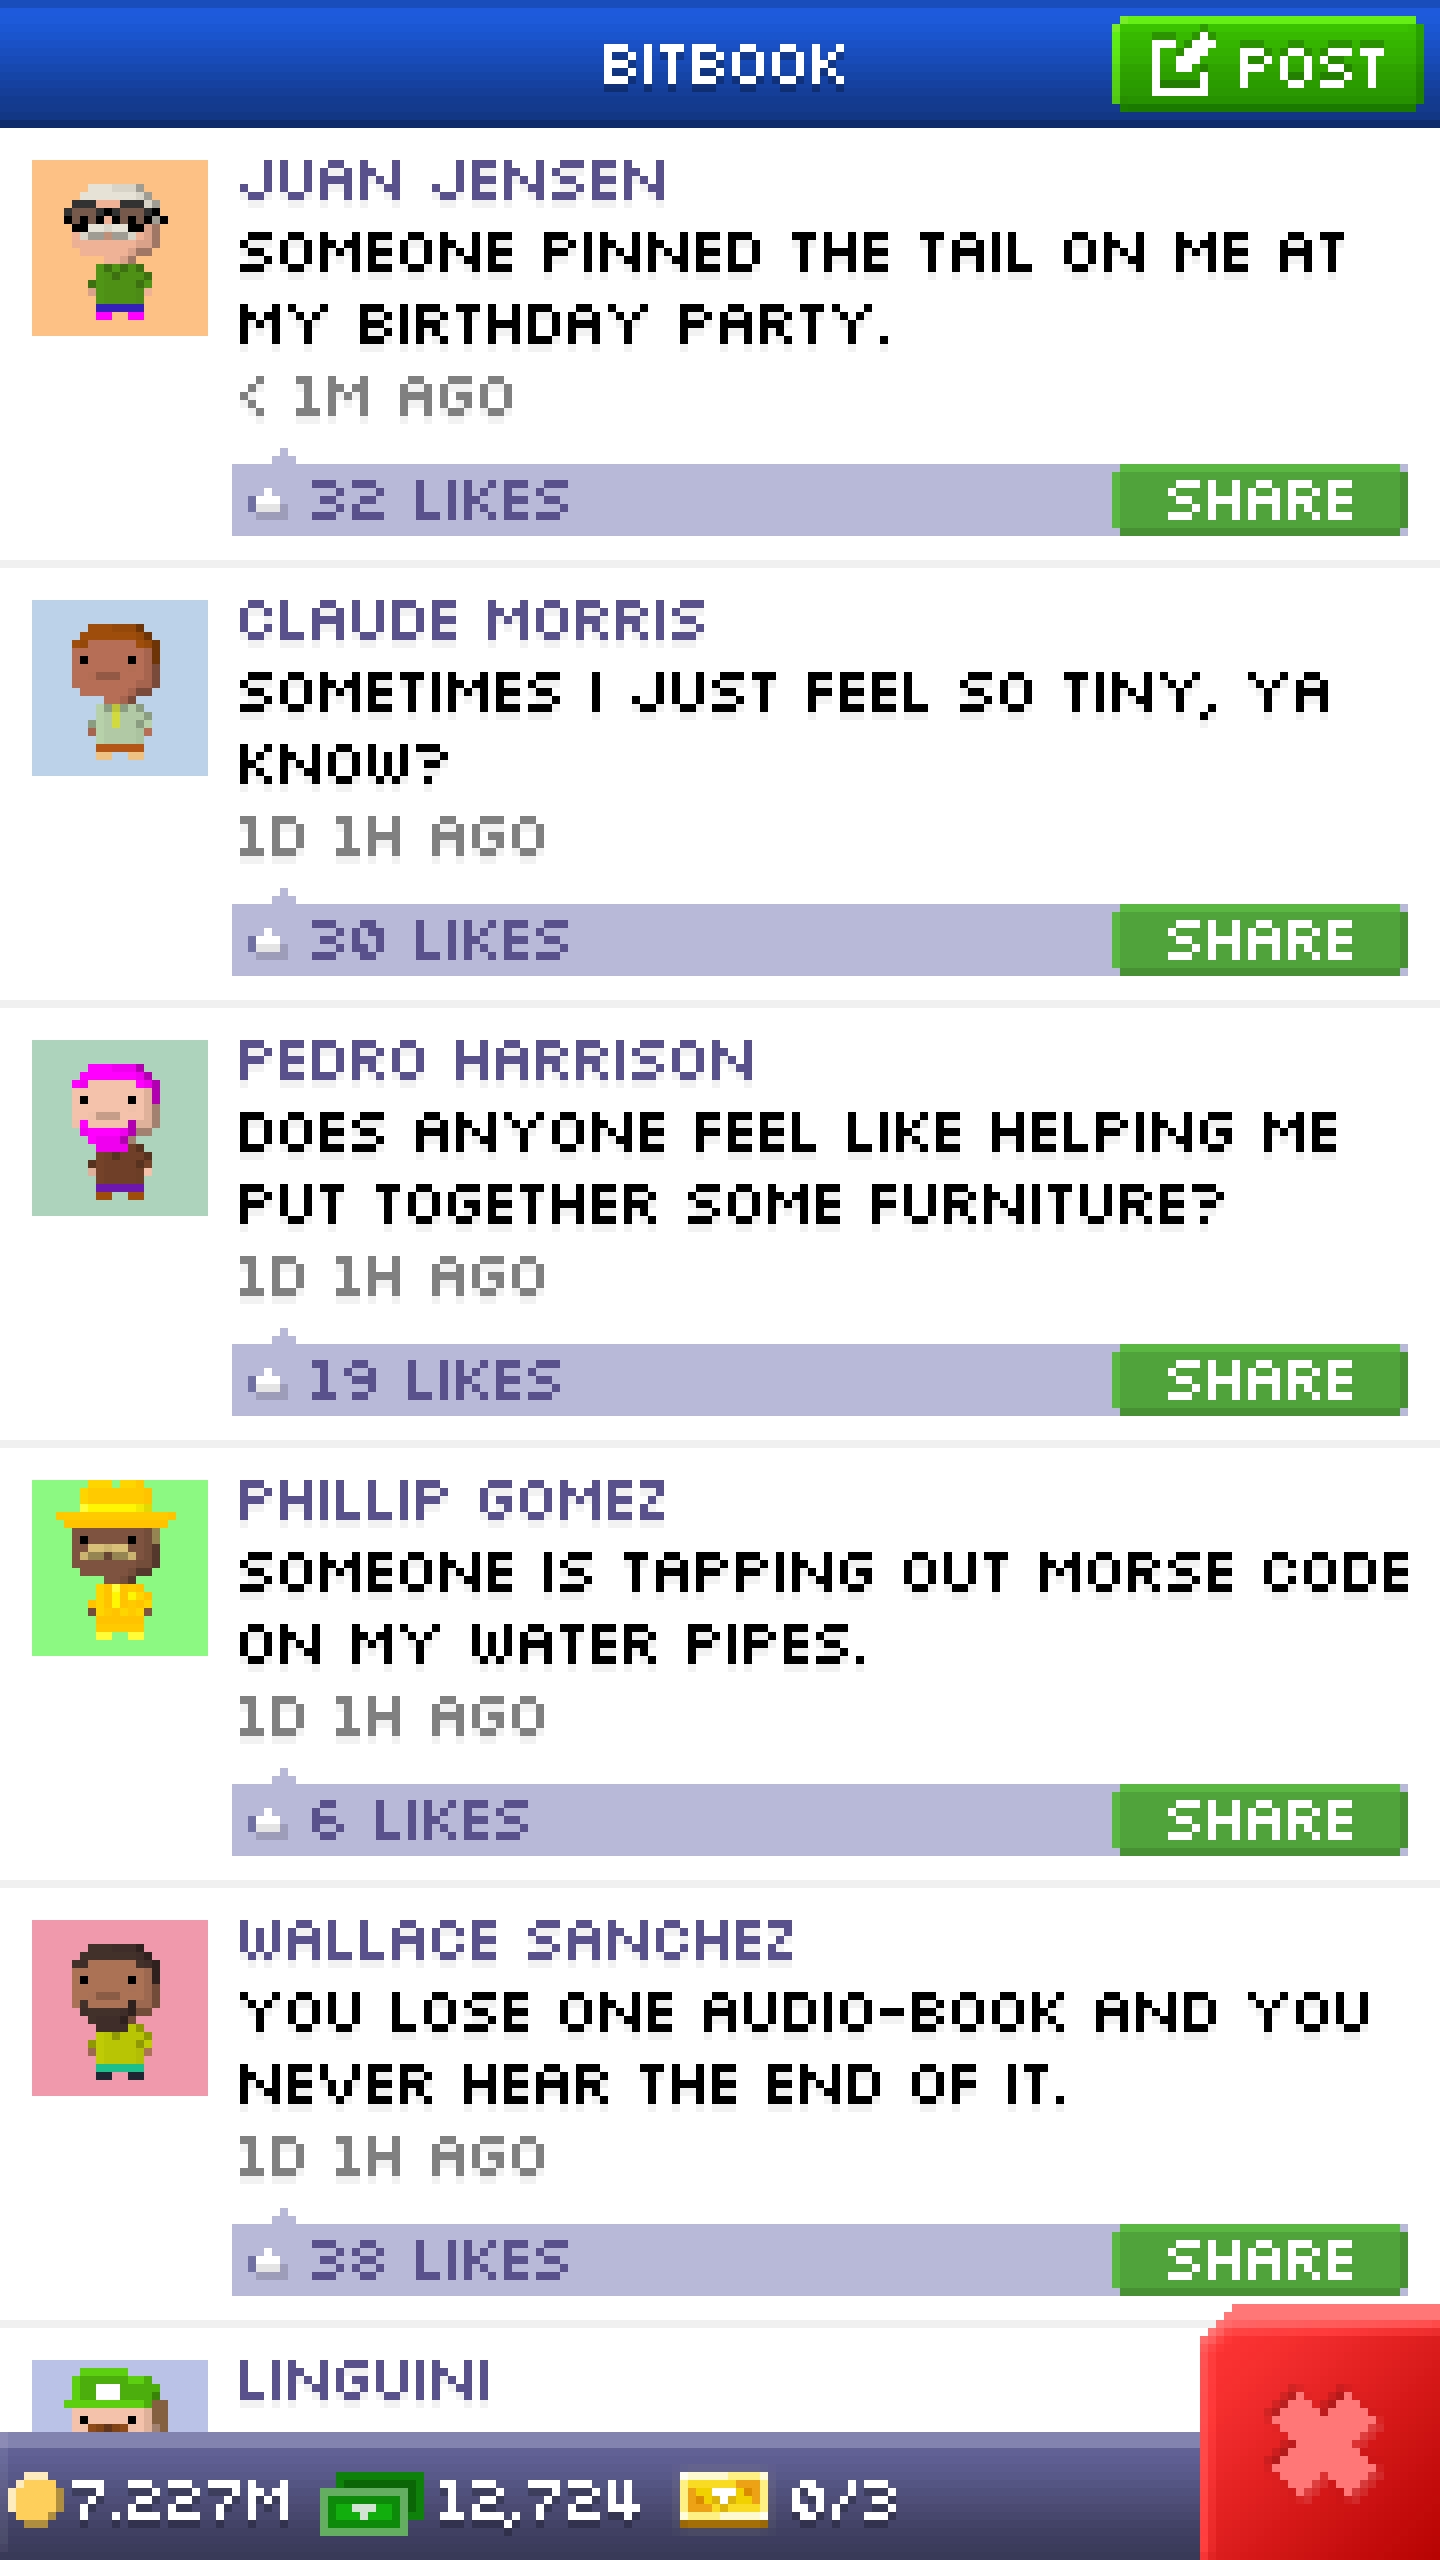 BITBOOK
POST
JUAN JENSEN
SOMEONE PINNED THE TAIL ON ME AT
MY BIRTHDAY PARTY.
< 1M AGO
32 LIKES
SHARE
CLAUDE MORRIS
SOMETIMES I JUST FEEL SO TINY, YA
KNOW?
1D 1H AGO
30 LIKES
SHARE
PEDRO HARRISON
DOES ANYONE FEEL LIKE HELPING ME
PUT TOGETHER SOME FURNITURE?
1D 1H AGO
19 LIKES
SHARE
PHILLIP GOMEZ
SOMEONE IS TAPPING OUT MORSE CODE
ON MY WATER PIPES.
1D 1H AGO
6 LIKES
SHARE
WALLACE SANCHEZ
YOU LOSE ONE AUDIO-BOOK AND YOU
NEVER HEAR THE END OF IT.
1D 1H AGO
38 LIKES
SHARE
LINGUINI
7.227M 12,724 0/3